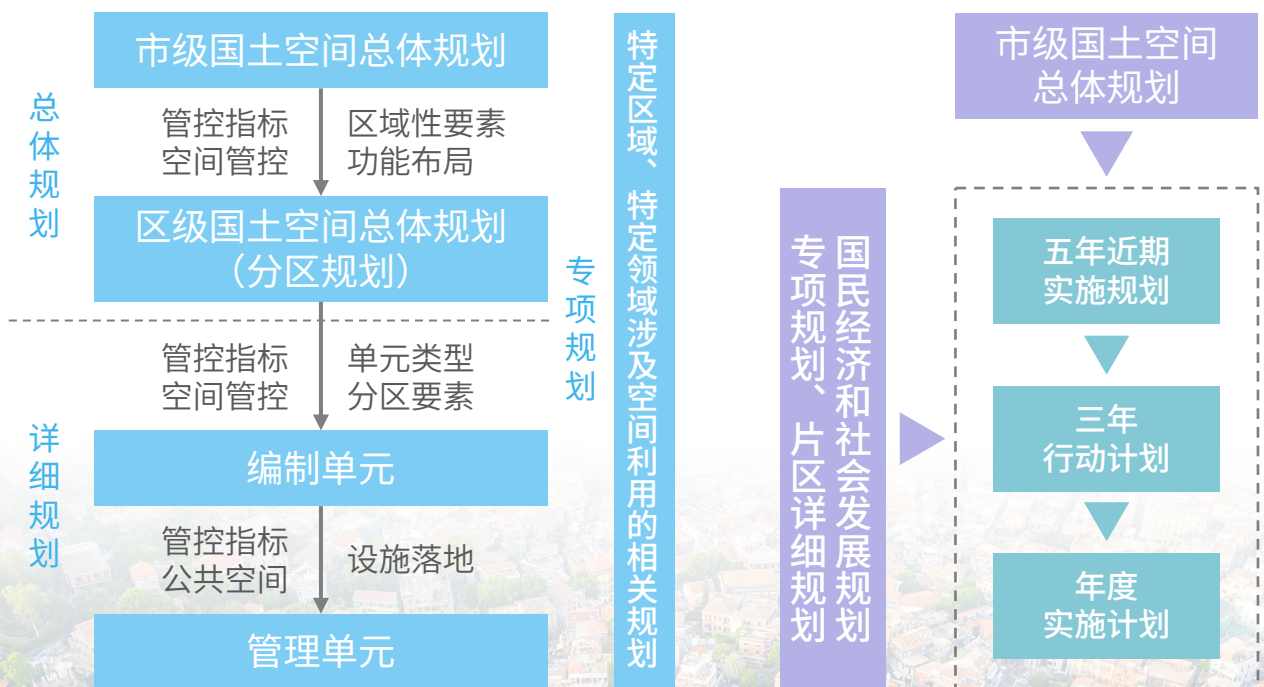 市级国土空间总体规划
总体规划
管控指标
空间管控
区域性要素
功能布局
区级国土空间总体规划
（分区规划）
管控指标
空间管控
单元类型
分区要素
详细规划
编制单元
管控指标
公共空间
设施落地
管理单元
专项规划
特定区域、特定领域涉及空间利用的相关规划
市级国土空间
总体规划
国民经济和社会发展规划
专项规划、片区详细规划
五年近期
实施规划
三年
行动计划
年度
实施计划